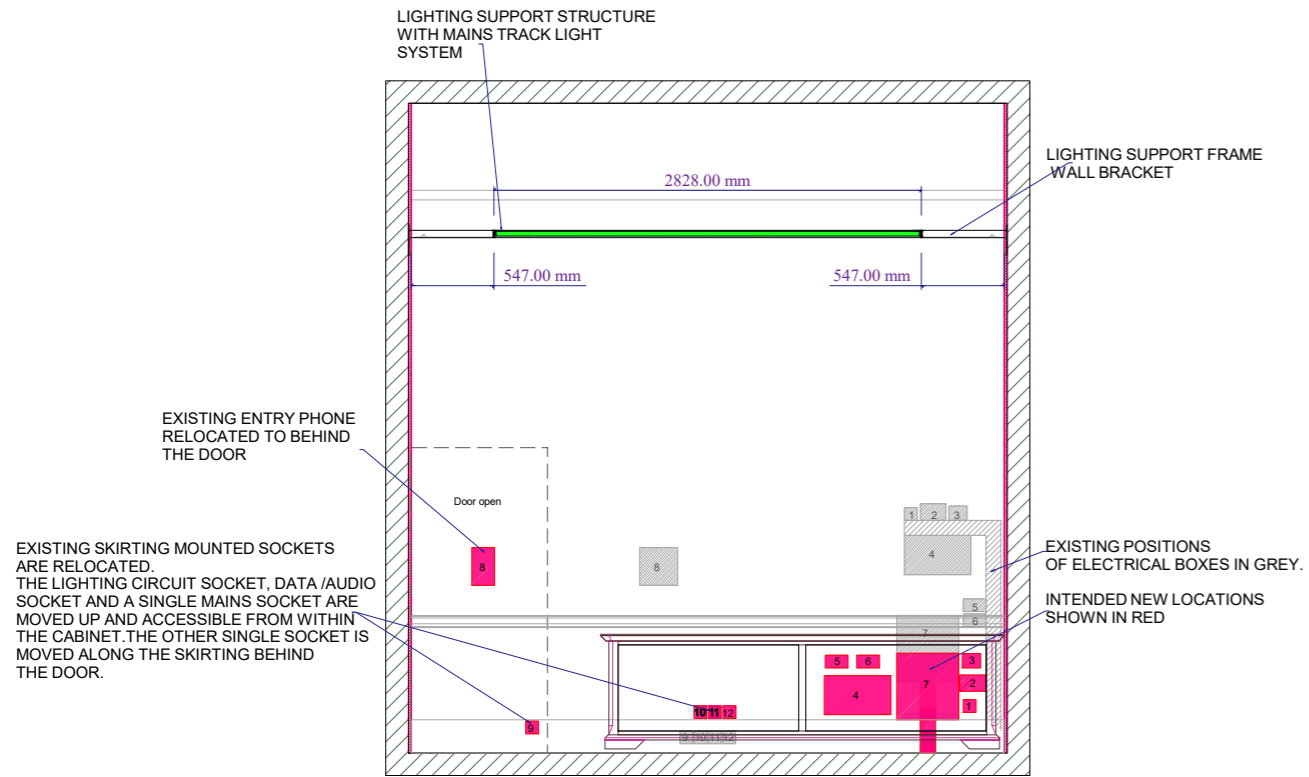 LIGHTING SUPPORT STRUCTURE
WITH MAINS TRACK LIGHT
SYSTEM
LIGHTING SUPPORT FRAME
WALL BRACKET
2828.00 mm
547.00 mm
547.00 mm
EXISTING ENTRY PHONE
RELOCATED TO BEHIND
THE DOOR
Door open
1
2
3
4
8
8
EXISTING SKIRTING MOUNTED SOCKETS
ARE RELOCATED.
THE LIGHTING CIRCUIT SOCKET, DATA /AUDIO
SOCKET AND A SINGLE MAINS SOCKET ARE
MOVED UP AND ACCESSIBLE FROM WITHIN
THE CABINET.THE OTHER SINGLE SOCKET IS
MOVED ALONG THE SKIRTING BEHIND
THE DOOR.
EXISTING POSITIONS
OF ELECTRICAL BOXES IN GREY.
INTENDED NEW LOCATIONS
SHOWN IN RED
5
6
7
5
6
3
7
2
4
1
10
11
12
9
9
10
11
12